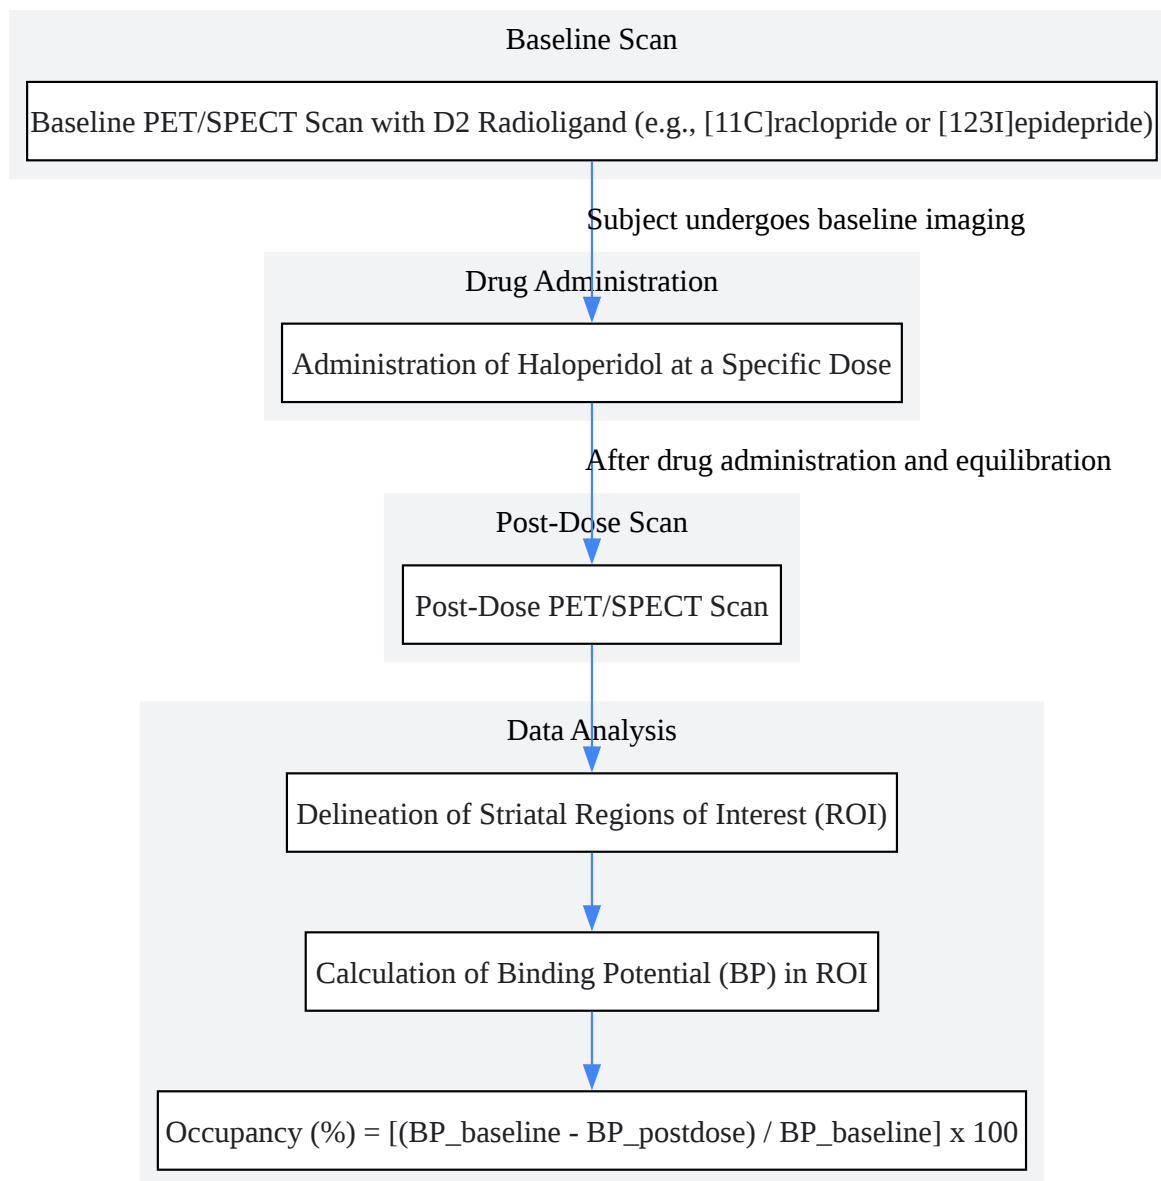 Baseline Scan
Baseline PET/SPECT Scan with D2 Radioligand (e.g., [11C]raclopride or [123I]epidepride)
Subject undergoes baseline imaging
Drug Administration
Administration of Haloperidol at a Specific Dose
After drug administration and equilibration
Post-Dose Scan
Post-Dose PET/SPECT Scan
Data Analysis
Delineation of Striatal Regions of Interest (ROI)
Calculation of Binding Potential (BP) in ROI
Occupancy (%) = [(BP_baseline - BP_postdose) / BP_baseline] x 100